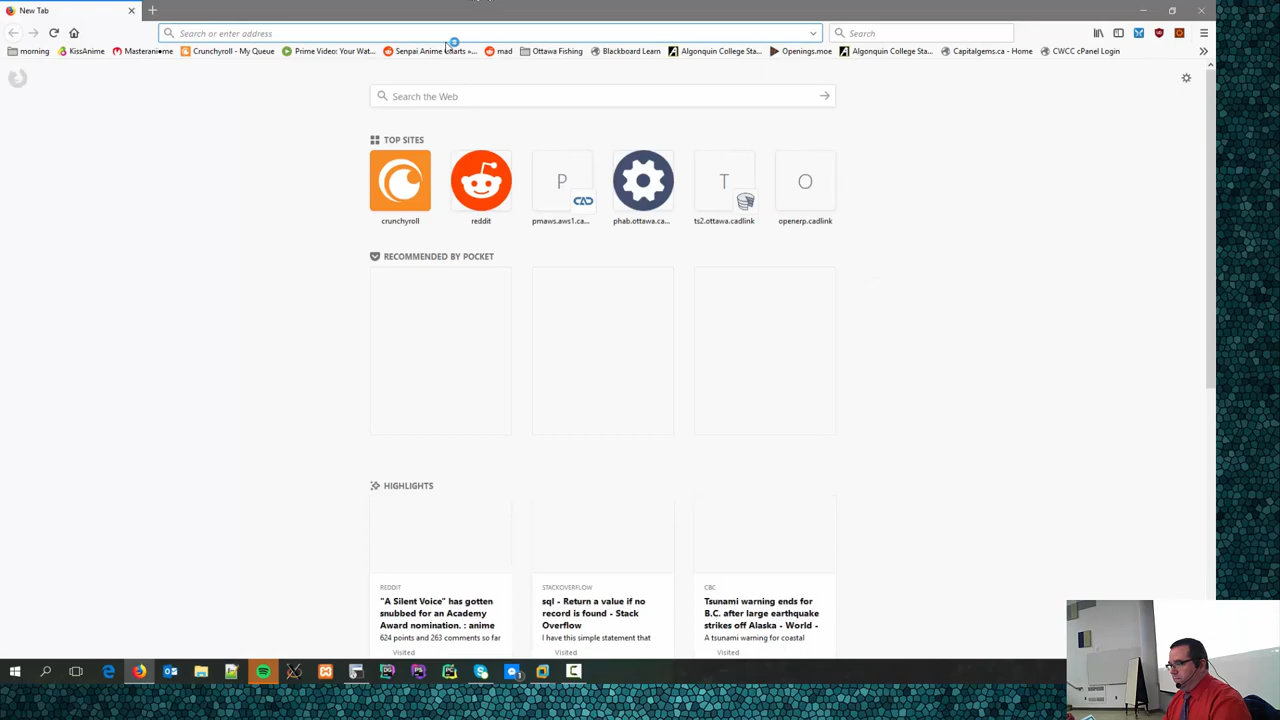 New Tab
Search or enter address
Search
morning KissAnime Masterani•me Crunchyroll - My Queue Prime Video: Your Wat... Senpai Anime Charts »... mad Ottawa Fishing Blackboard Learn Algonquin College Sta... Openings.moe Algonquin College Sta... Capitalgems.ca - Home CWCC cPanel Login
Search the Web
TOP SITES
P T O
crunchyroll reddit pmaws.aws1.ca... phab.ottawa.ca... ts2.ottawa.cadlink openerp.cadlink
RECOMMENDED BY POCKET
HIGHLIGHTS
REDDIT
"A Silent Voice" has gotten
snubbed for an Academy
Award nomination. : anime
624 points and 263 comments so far
Visited
STACKOVERFLOW
sql - Return a value if no
record is found - Stack
Overflow
I have this simple statement that
Visited
CBC
Tsunami warning ends for
B.C. after large earthquake
strikes off Alaska - World -
A tsunami warning for coastal
Visited
DG PS PC 1